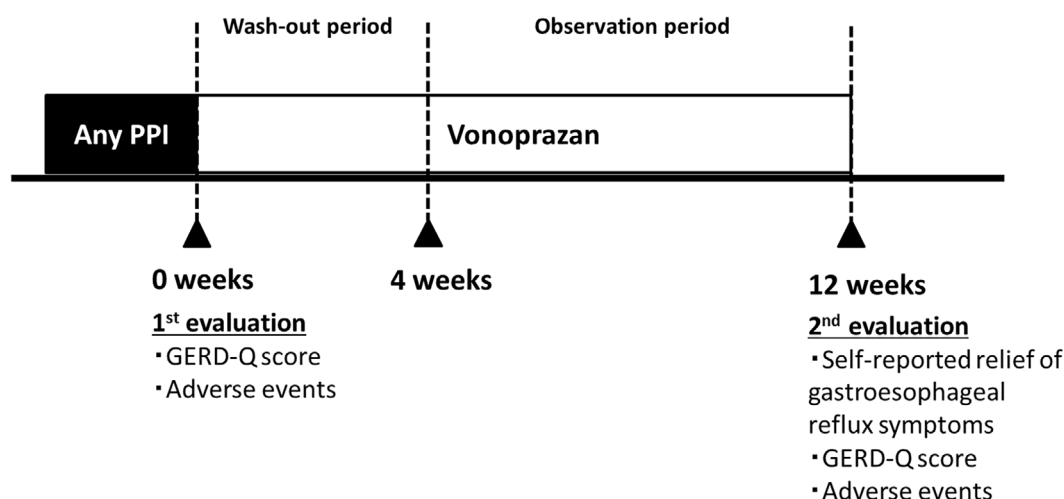 Wash-out period
Observation period
Any PPI
Vonoprazan
0 weeks
4 weeks
12 weeks
1st evaluation
・GERD-Q score
・Adverse events
2nd evaluation
・Self-reported relief of
gastroesophageal
reflux symptoms
・GERD-Q score
・Adverse events